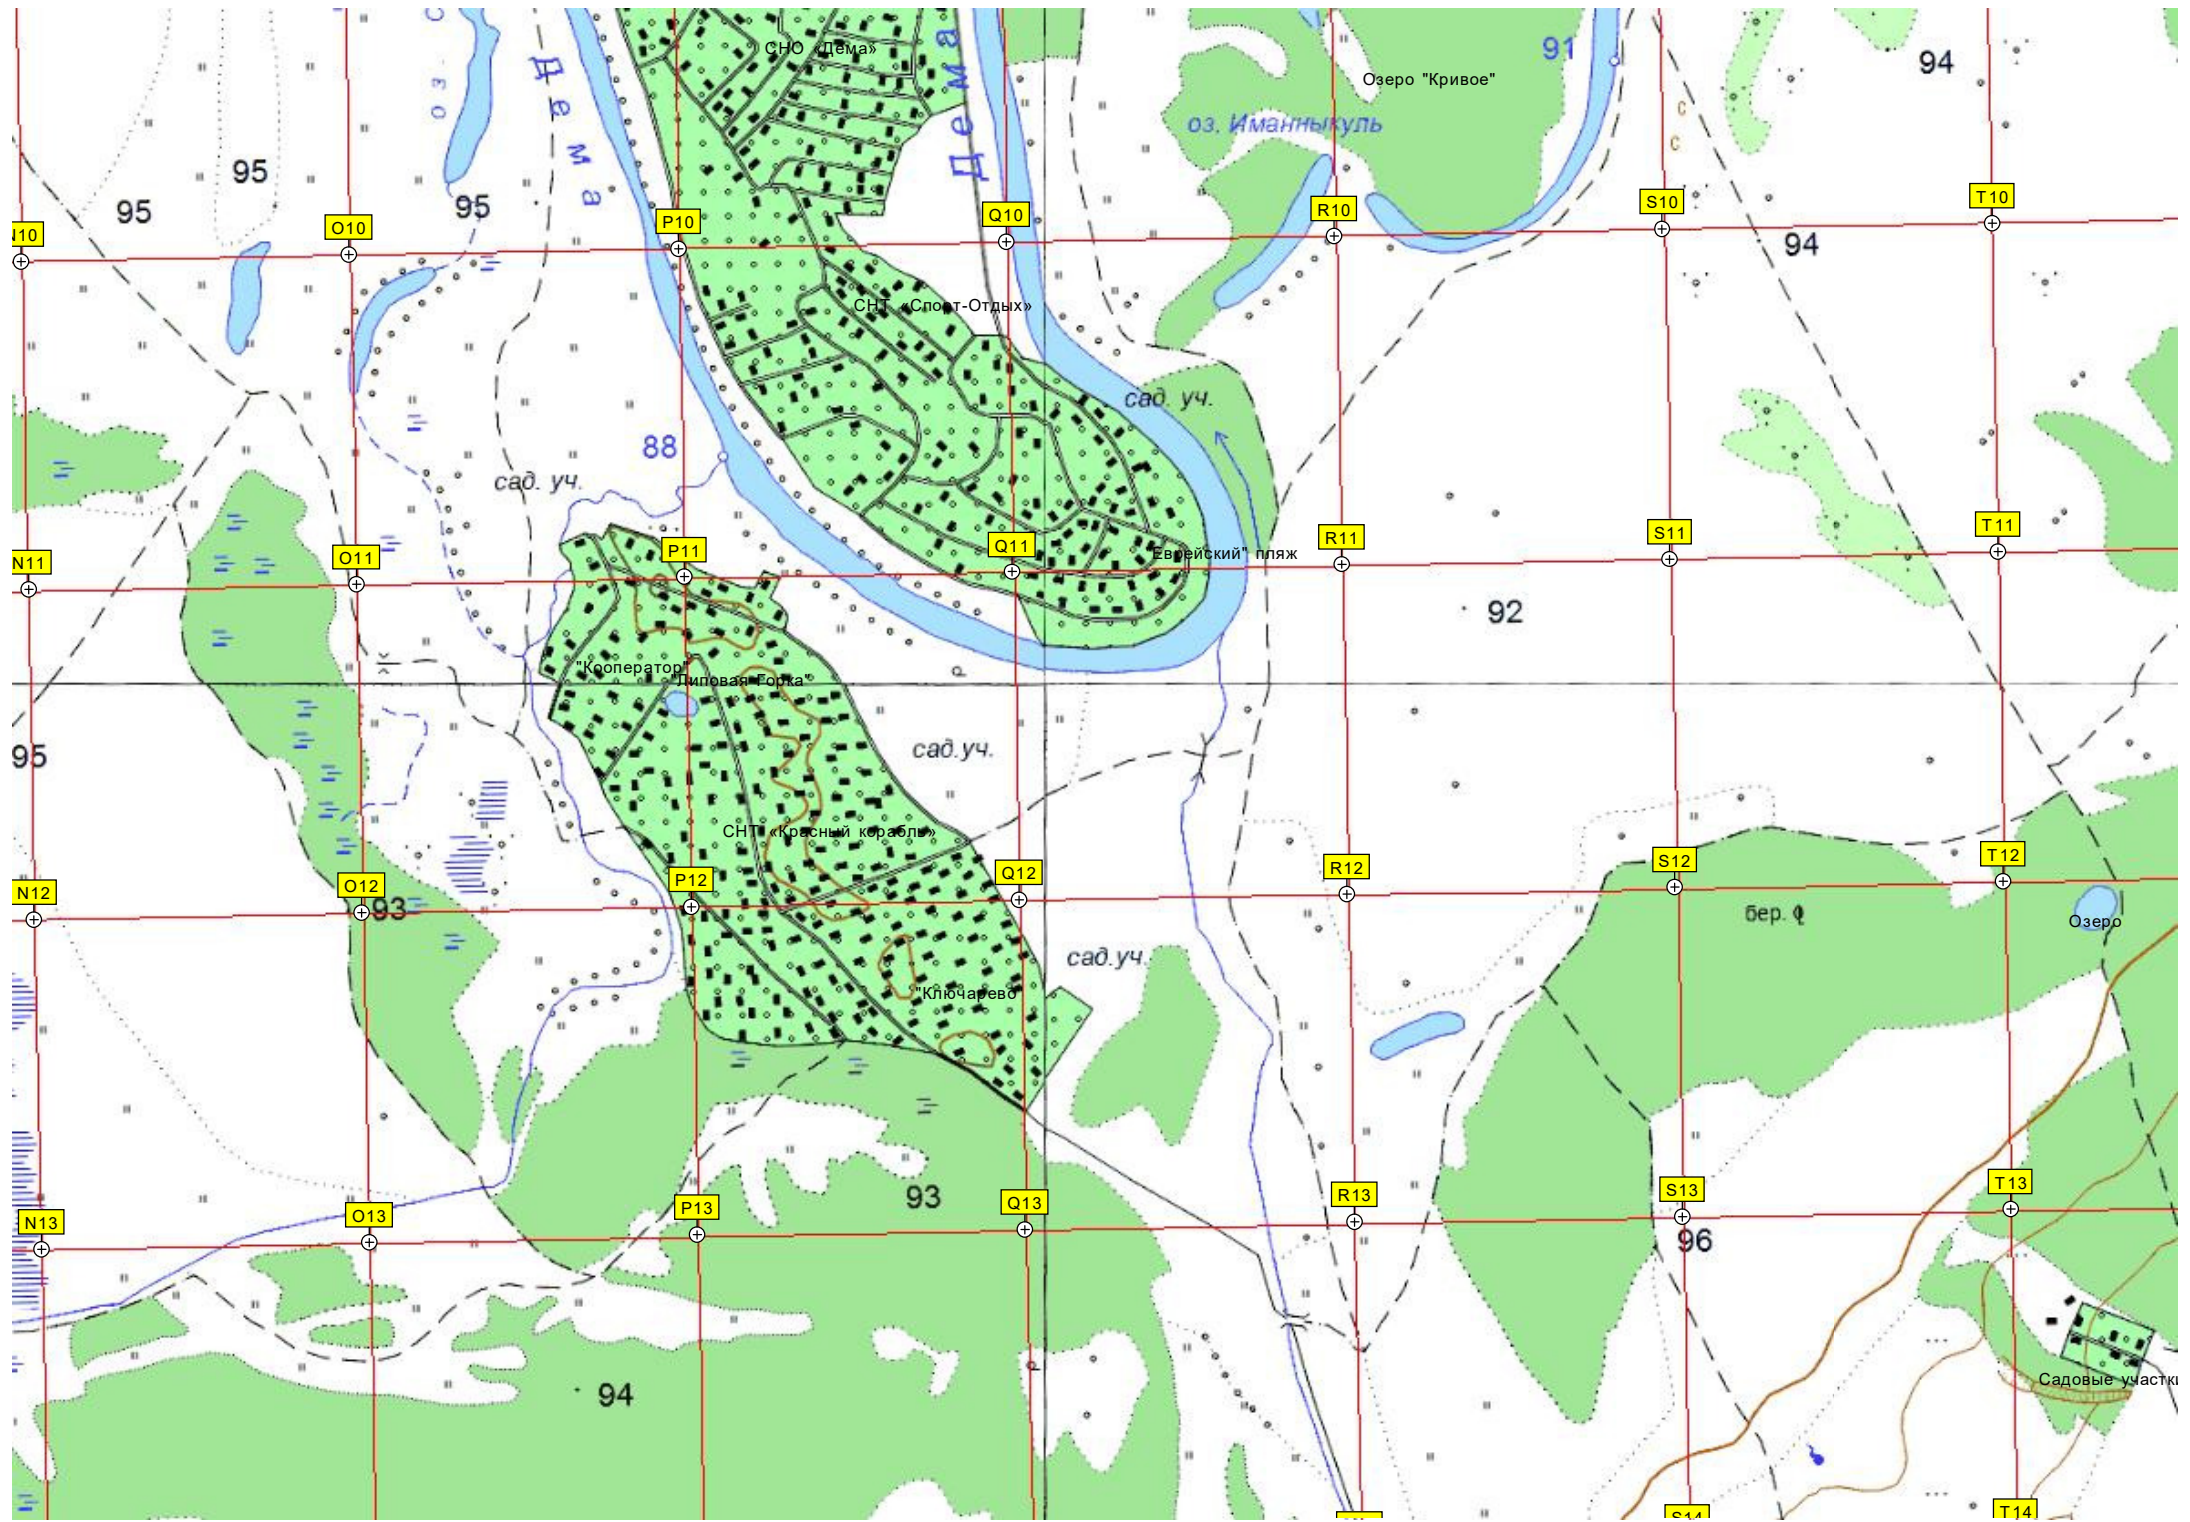 СНО «Дема»
91
94
Озеро "Кривое"
Дема
Дема
оз.
оз. Иманныкуль
95
95
95
O10
P10
Q10
R10
S10
T10
94
СНТ «Спорт-Отдых»
сад. уч.
88
сад. уч.
N11
O11
P11
Q11
Еврейский" пляж
R11
S11
T11
92
"Кооператор"
"Липовая Горка"
95
сад.уч.
СНТ «Красный корабль»
N12
O12
93
P12
Q12
R12
S12
T12
бер.
Озеро
сад.уч.
"Ключарево
N13
O13
P13
93
Q13
R13
S13
T13
96
Садовые участки
94
S14
T14